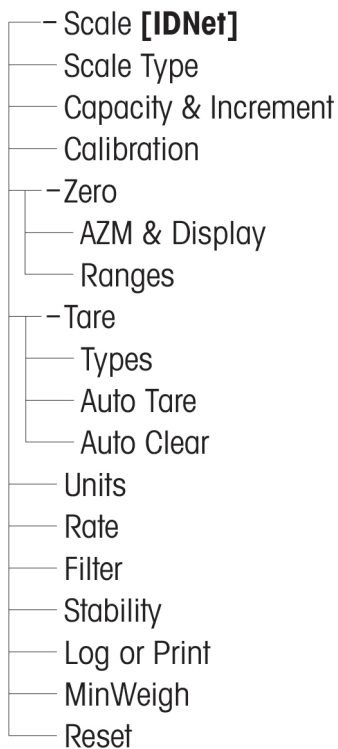 – Scale [IDNet]
Scale Type
Capacity & Increment
Calibration
–Zero
AZM & Display
Ranges
–Tare
Types
Auto Tare
Auto Clear
Units
Rate
Filter
Stability
Log or Print
MinWeigh
Reset